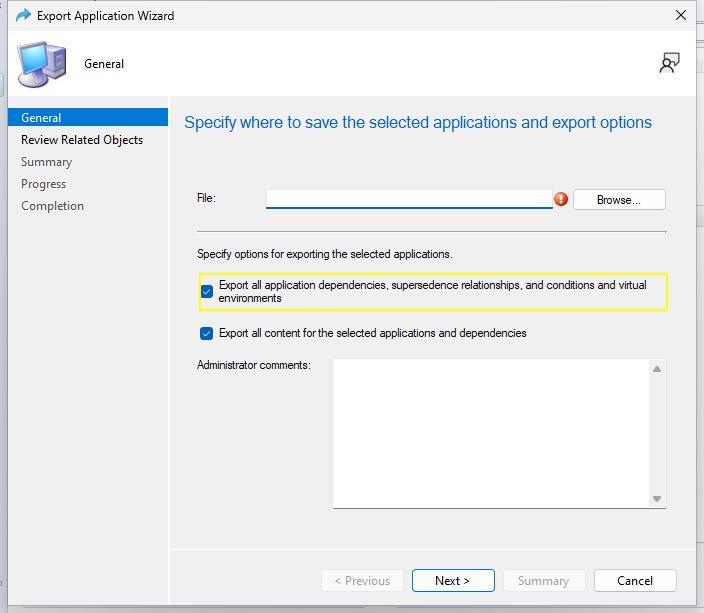 Export Application Wizard
General
General
Review Related Objects
Summary
Progress
Completion
Specify where to save the selected applications and export options
File:
Browse...
Specify options for exporting the selected applications.
Export all application dependencies, supersedence relationships, and conditions and virtual
environments
Export all content for the selected applications and dependencies
Administrator comments:
< Previous
Next >
Summary
Cancel